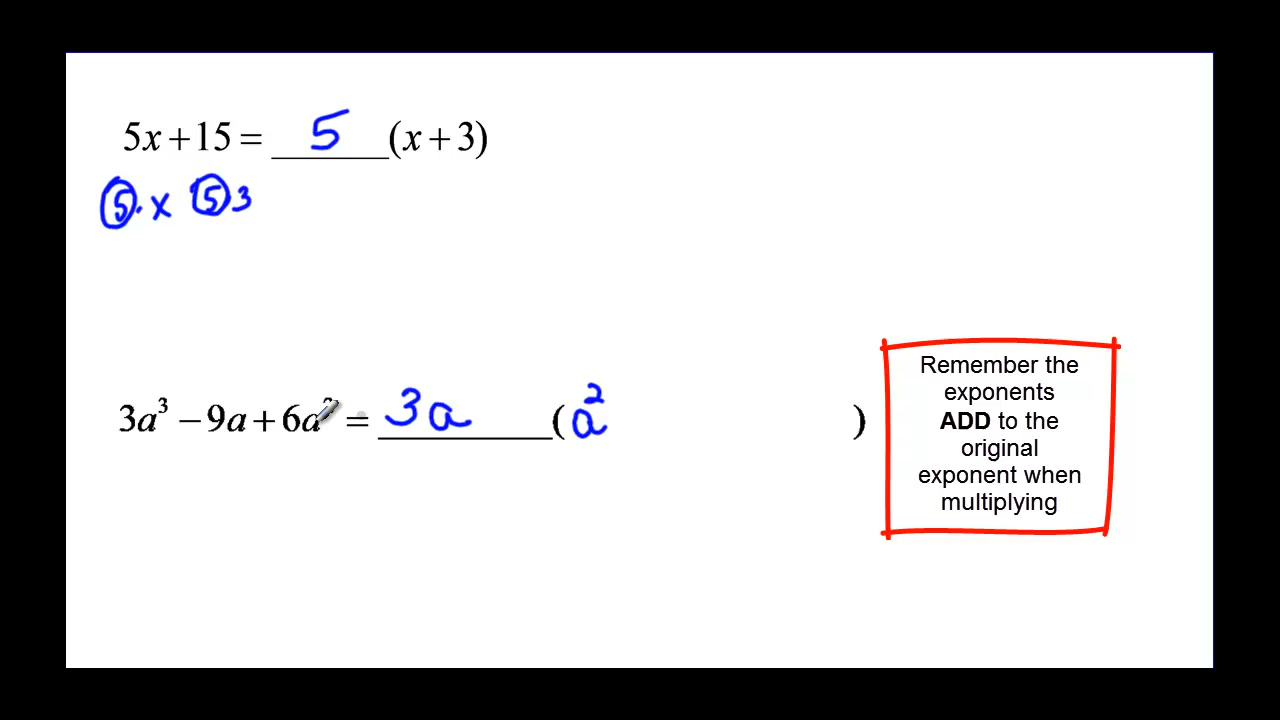 5x + 15 = 5 (x + 3)
5 · x 5 3
3a³ − 9a + 6a² = 3a (a² )
Remember the
exponents
ADD to the
original
exponent when
multiplying